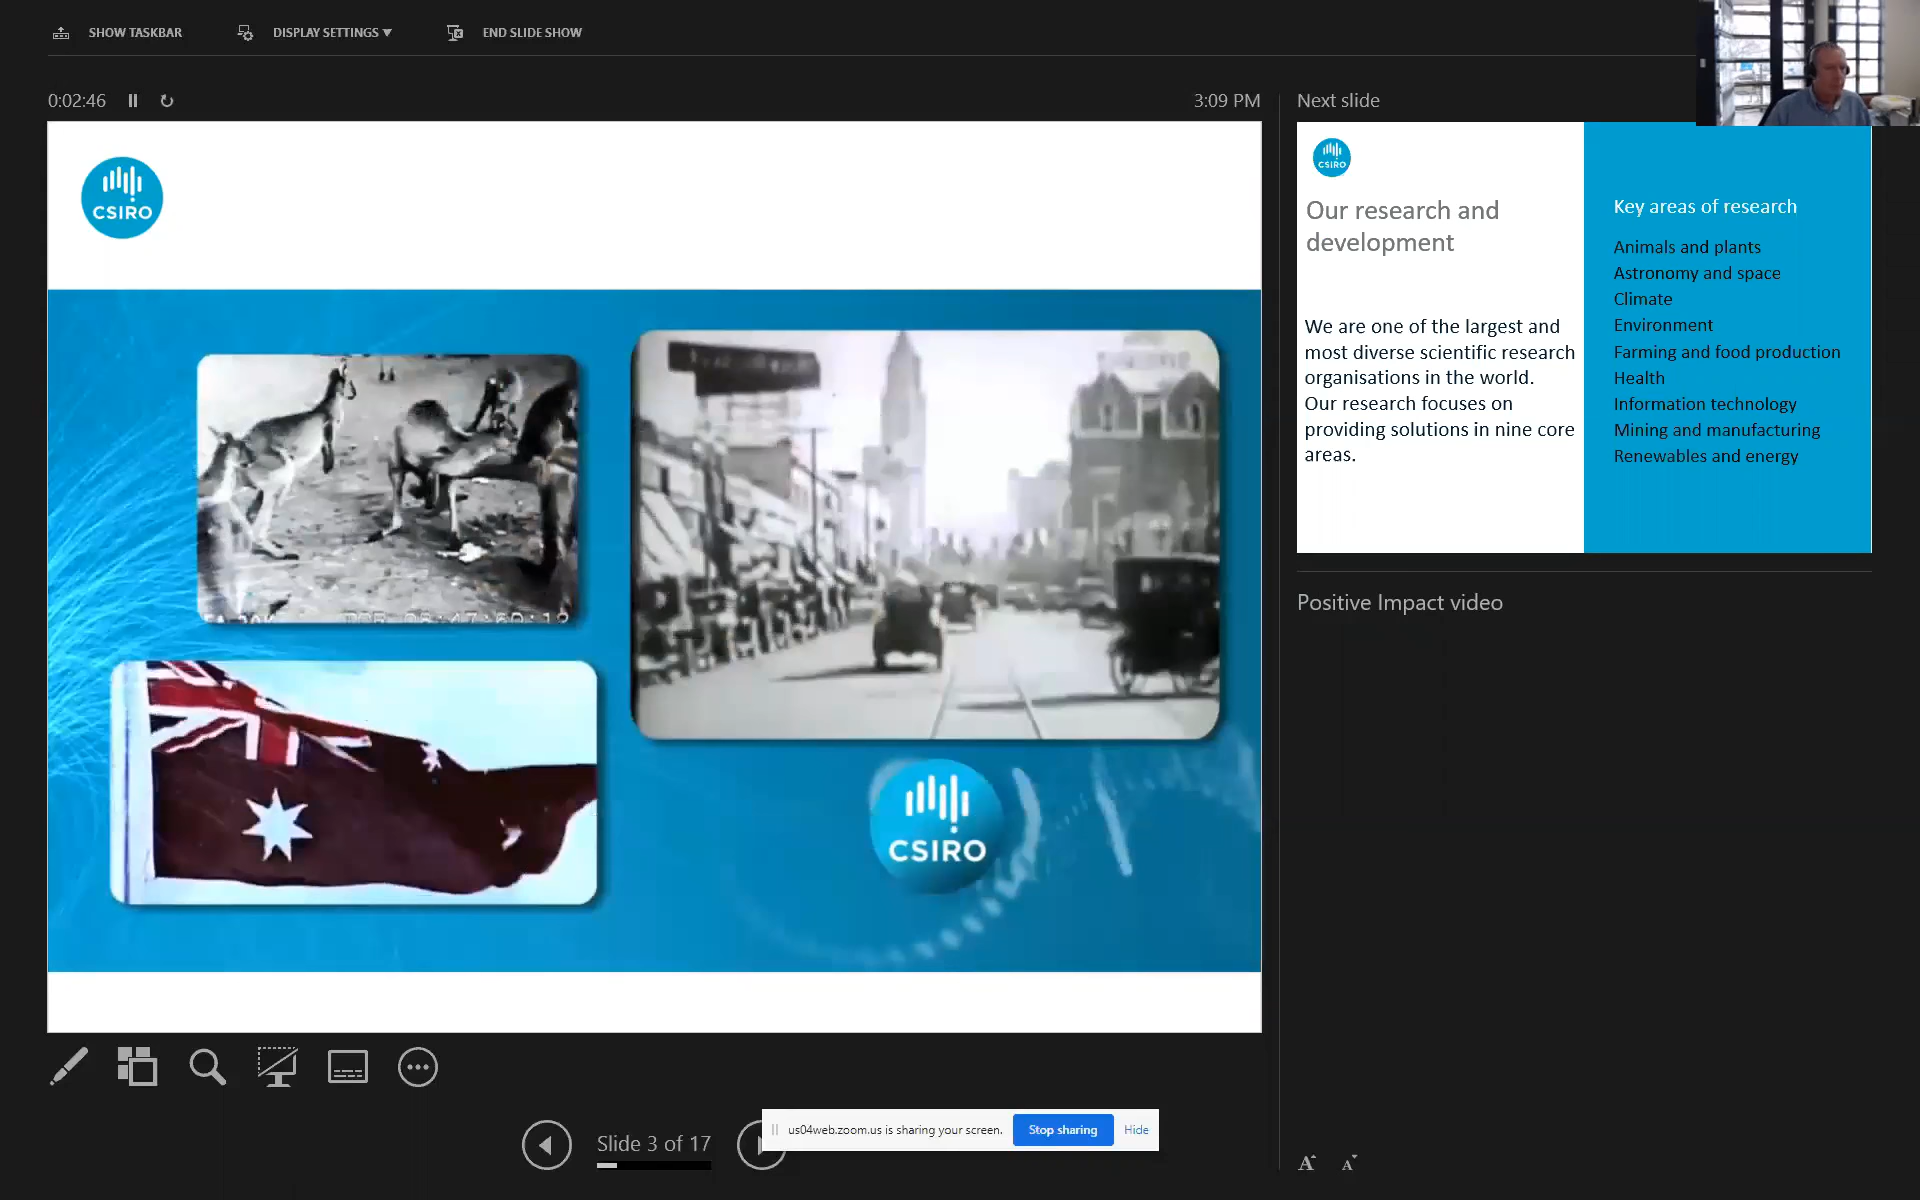 SHOW TASKBAR
DISPLAY SETTINGS ▼
END SLIDE SHOW
0:02:46
3:09 PM
Next slide
CSIRO
CSIRO
Our research and
development
We are one of the largest and
most diverse scientific research
organisations in the world.
Our research focuses on
providing solutions in nine core
areas.
Key areas of research
Animals and plants
Astronomy and space
Climate
Environment
Farming and food production
Health
Information technology
Mining and manufacturing
Renewables and energy
CSIRO
Positive Impact video
Slide 3 of 17
us04web.zoom.us is sharing your screen.
Stop sharing
Hide
A
A